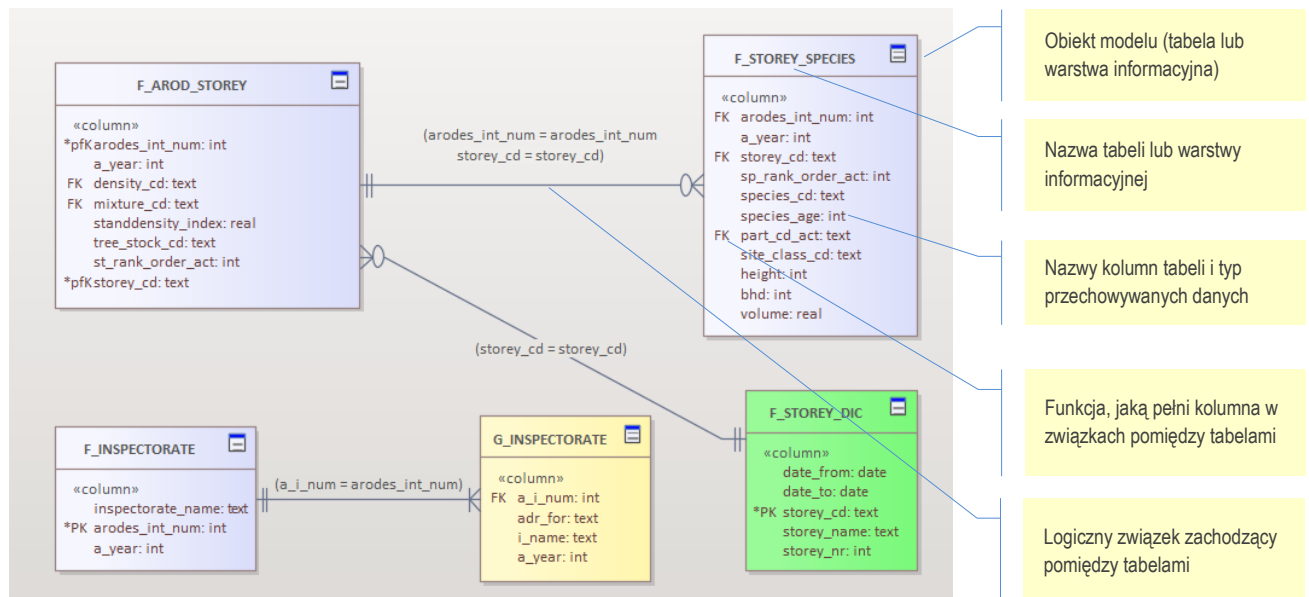 F_AROD_STOREY
«column»
*pfKarodes_int_num: int
a_year: int
FK density_cd: text
FK mixture_cd: text
standdensity_index: real
tree_stock_cd: text
st_rank_order_act: int
*pfKstorey_cd: text
(arodes_int_num = arodes_int_num
storey_cd = storey_cd)
F_STOREY_SPECIES
«column»
FK arodes_int_num: int
a_year: int
FK storey_cd: text
sp_rank_order_act: int
species_cd: text
species_age: int
FK part_cd_act: text
site_class_cd: text
height: int
bhd: int
volume: real
(storey_cd = storey_cd)
F_INSPECTORATE
«column»
inspectorate_name: text
*PK arodes_int_num: int
a_year: int
(a_i_num = arodes_int_num)
G_INSPECTORATE
«column»
FK a_i_num: int
adr_for: text
i_name: text
a_year: int
F_STOREY_DIC
«column»
date_from: date
date_to: date
*PK storey_cd: text
storey_name: text
storey_nr: int
Obiekt modelu (tabela lub
warstwa informacyjna)
Nazwa tabeli lub warstwy
informacyjnej
Nazwy kolumn tabeli i typ
przechowywanych danych
Funkcja, jaką pełni kolumna w
związkach pomiędzy tabelami
Logiczny związek zachodzący
pomiędzy tabelami